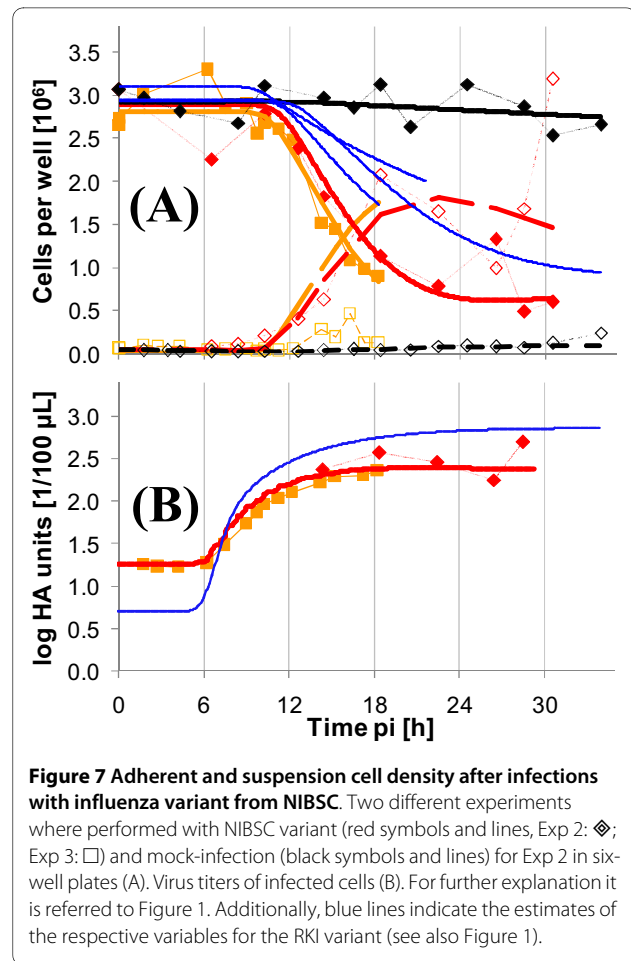 3.5
3.0
2.5
2.0
1.5
1.0
0.5
0.0
Cells per well [10⁶]
(A)
3.0
2.5
2.0
1.5
1.0
0.5
0.0
log HA units [1/100 µL]
(B)
0 6 12 18 24 30
Time pi [h]
Figure 7 Adherent and suspension cell density after infections
with influenza variant from NIBSC. Two different experiments
where performed with NIBSC variant (red symbols and lines, Exp 2: ◈;
Exp 3: □) and mock-infection (black symbols and lines) for Exp 2 in six-
well plates (A). Virus titers of infected cells (B). For further explanation it
is referred to Figure 1. Additionally, blue lines indicate the estimates of
the respective variables for the RKI variant (see also Figure 1).